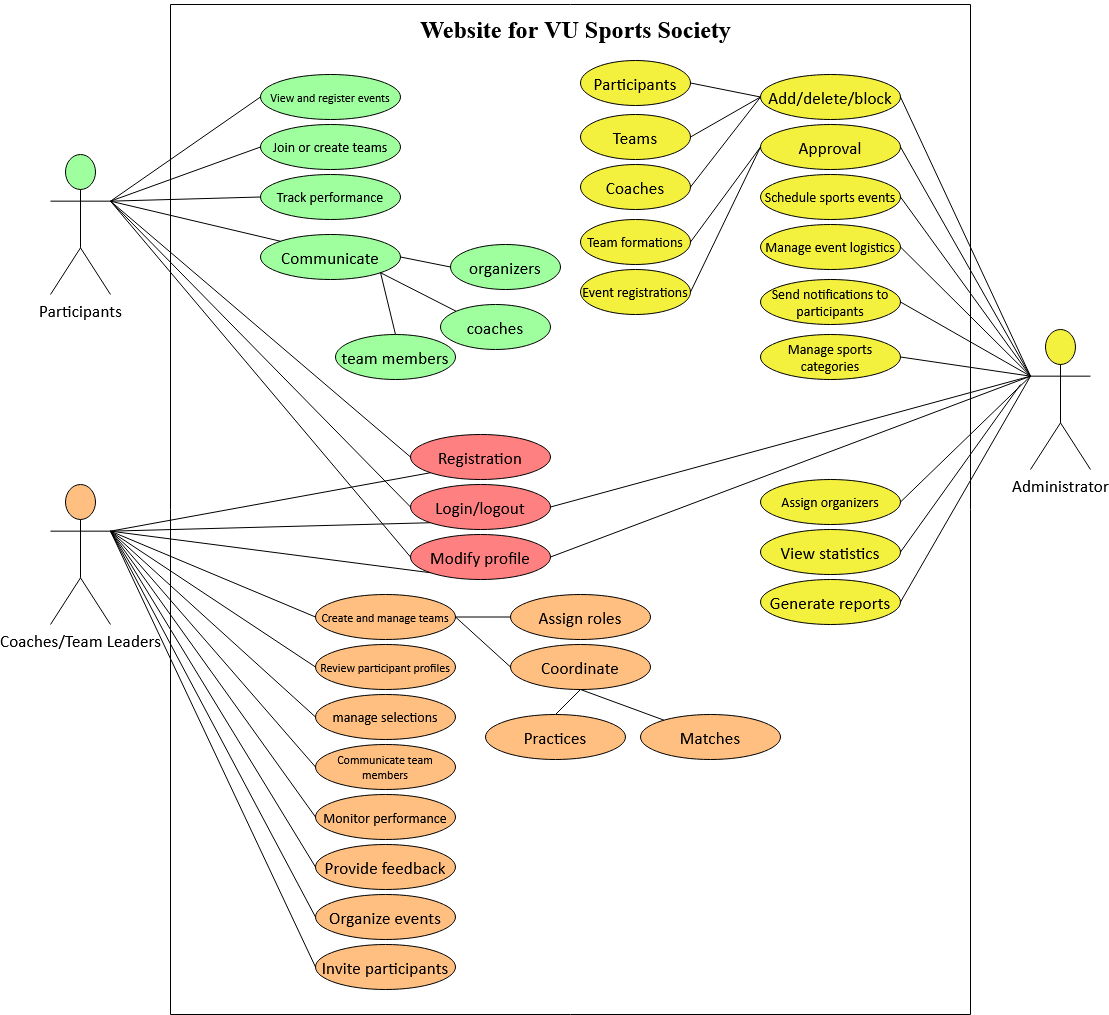 Website for VU Sports Society
View and register events
Join or create teams
Track performance
Communicate
organizers
coaches
team members
Participants
Participants
Teams
Coaches
Team formations
Event registrations
Add/delete/block
Approval
Schedule sports events
Manage event logistics
Send notifications to
participants
Manage sports
categories
Administrator
Registration
Login/logout
Modify profile
Assign organizers
View statistics
Generate reports
Coaches/Team Leaders
Create and manage teams
Assign roles
Review participant profiles
Coordinate
manage selections
Practices
Matches
Communicate team
members
Monitor performance
Provide feedback
Organize events
Invite participants